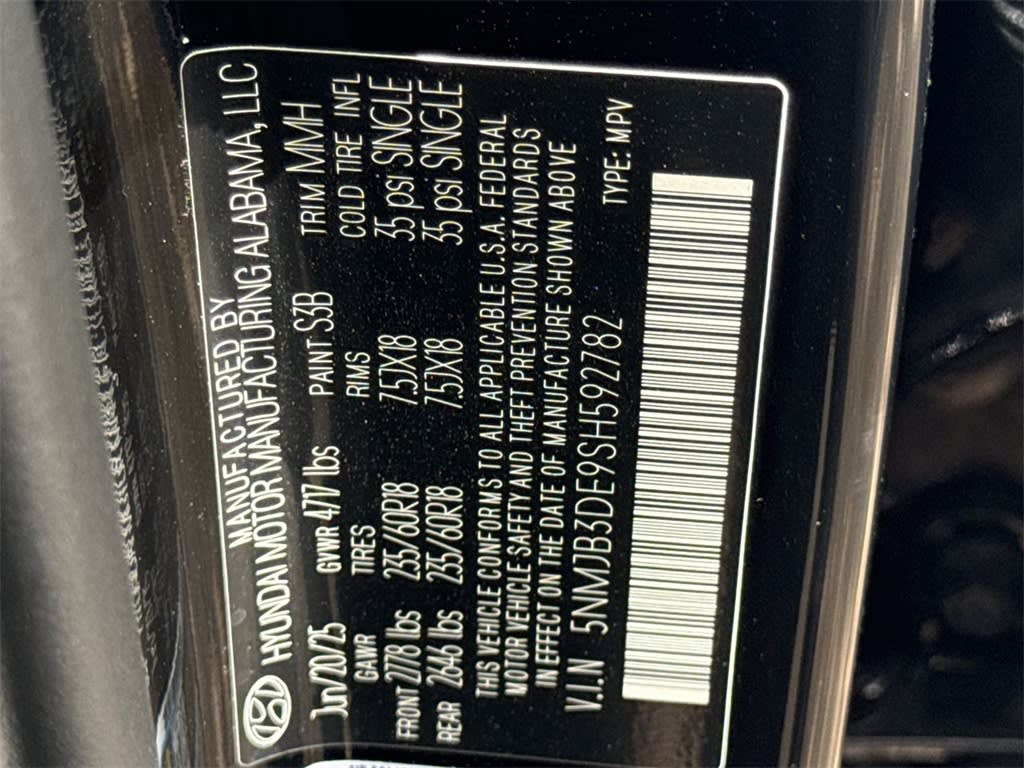 MANUFACTURED BY
HYUNDAI MOTOR MANUFACTURING ALABAMA, LLC
Jun/20/25 GVWR 4717 lbs PAINT S3B TRIM MMH
GAWR TIRES RIMS COLD TIRE INFL
FRONT 2778 lbs 235/60R18 7.5JX18 35 psi SINGLE
REAR 2646 lbs 235/60R18 7.5JX18 35 psi SINGLE
THIS VEHICLE CONFORMS TO ALL APPLICABLE U.S.A. FEDERAL
MOTOR VEHICLE SAFETY AND THEFT PREVENTION STANDARDS
IN EFFECT ON THE DATE OF MANUFACTURE SHOWN ABOVE
V.I.N 5NMJB3DE9SH592782 TYPE: MPV